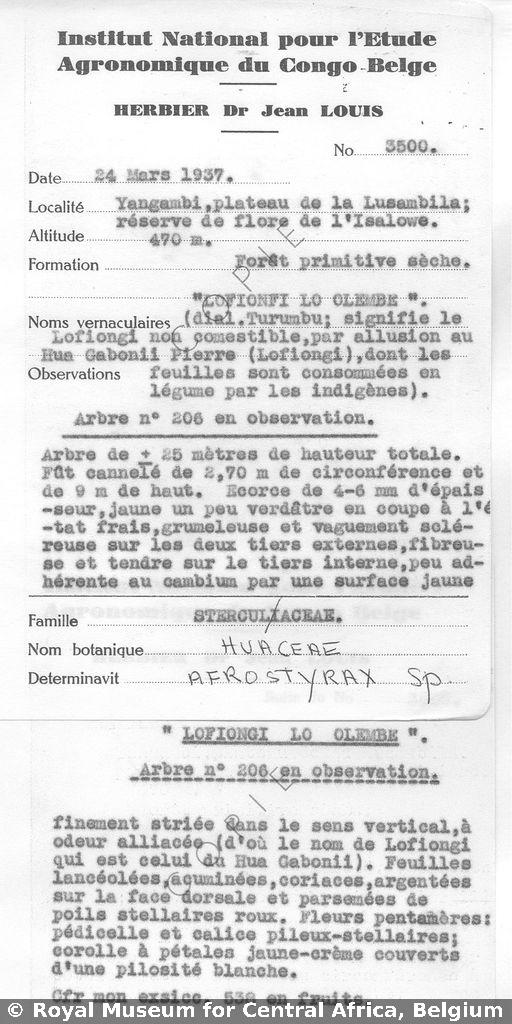 Institut National pour l'Etude
Agronomique du Congo Belge
HERBIER Dr Jean LOUIS
No 3500.
Date 24 Mars 1937.
Localité Yangambi,plateau de la Lusambila;
réserve de flore de l'Isalowe.
Altitude 470 m.
Formation Forêt primitive sèche.
"LOFIONFI LO OLEMBE ".
Noms vernaculaires (dial.Turumbu; signifie le
Lofiongi non comestible,par allusion au
Hua Gabonii Pierre (Lofiongi),dont les
Observations feuilles sont consommées en
légume par les indigènes).
Arbre n° 206 en observation.
Arbre de ± 25 mètres de hauteur totale.
Fût cannelé de 2,70 m de circonférence et
de 9 m de haut. Ecorce de 4-6 mm d'épais
-seur,jaune un peu verdâtre en coupe à l'é
-tat frais,grumeleuse et vaguement sclé-
reuse sur les deux tiers externes,fibreu-
se et tendre sur le tiers interne,peu ad-
hérente au cambium par une surface jaune
Famille STERCULIACEAE.
Nom botanique HUACEAE
Determinavit AFROSTYRAX Sp.
" LOFIONGI LO OLEMBE ".
Arbre n° 206 en observation.
finement striée dans le sens vertical,à
odeur alliacée (d'où le nom de Lofiongi
qui est celui du Hua Gabonii). Feuilles
lancéolées,acuminées,coriaces,argentées
sur la face dorsale et parsemées de
poils stellaires roux. Fleurs pentamères:
pédicelle et calice pileux-stellaires;
corolle à pétales jaune-crème couverts
d'une pilosité blanche.
Cfr mon exsicc. 538 en fruits.
© Royal Museum for Central Africa, Belgium